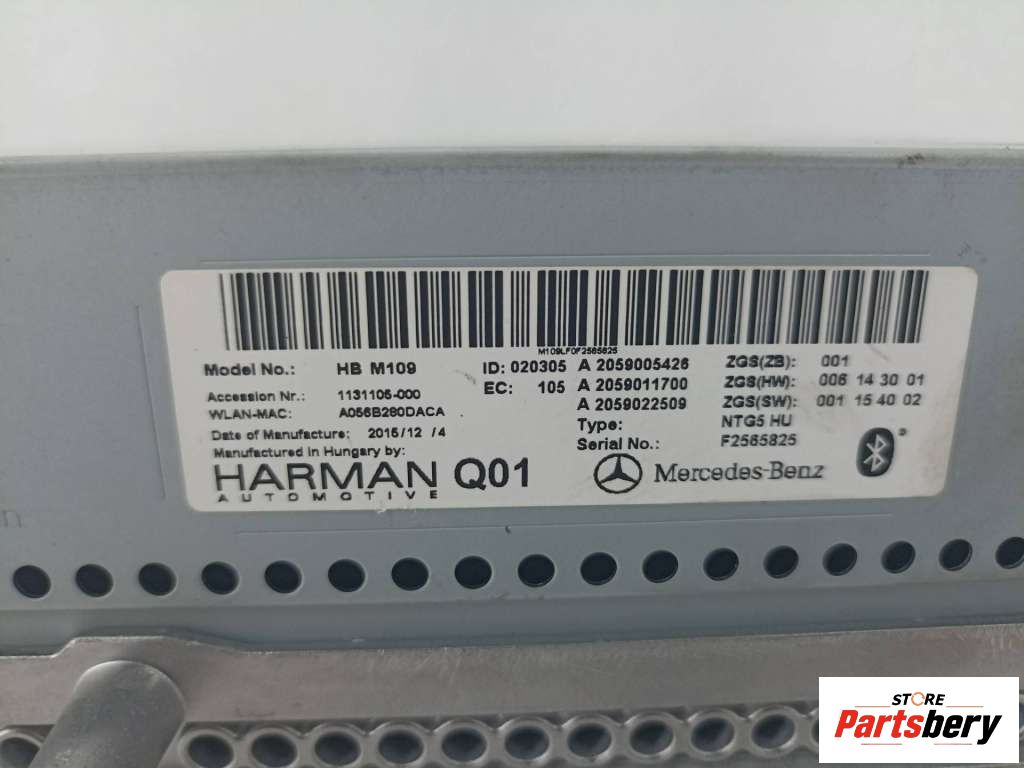 M109LF0F2565825
Model No.: HB M109 ID: 020305 A 2059005426 ZGS(ZB): 001
EC: 105 A 2059011700 ZGS(HW): 006 14 30 01
Accession Nr.: 1131105-000
WLAN-MAC: A056B280DACA A 2059022509 ZGS(SW): 001 15 40 02
Type: NTG5 HU
Date of Manufacture: 2015/12 /4 Serial No.: F2565825
Manufactured in Hungary by:
HARMAN Q01 Mercedes-Benz
AUTOMOTIVE
STORE
Partsbery